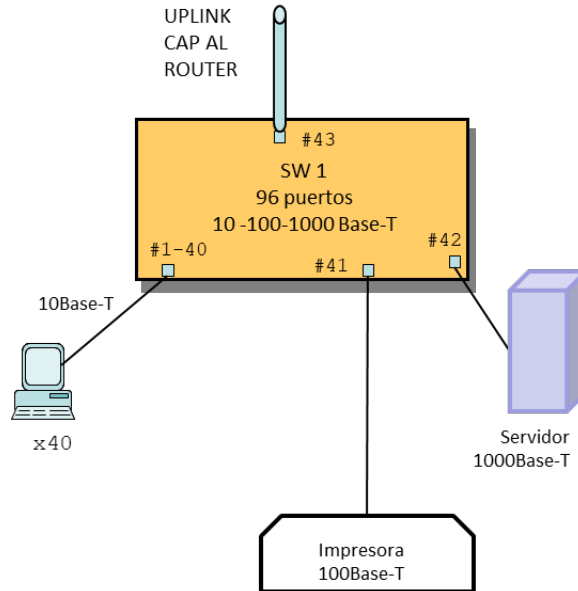 UPLINK
CAP AL
ROUTER
#43
SW 1
96 puertos
10 -100-1000 Base-T
#1-40
#41
#42
10Base-T
x40
Servidor
1000Base-T
Impresora
100Base-T